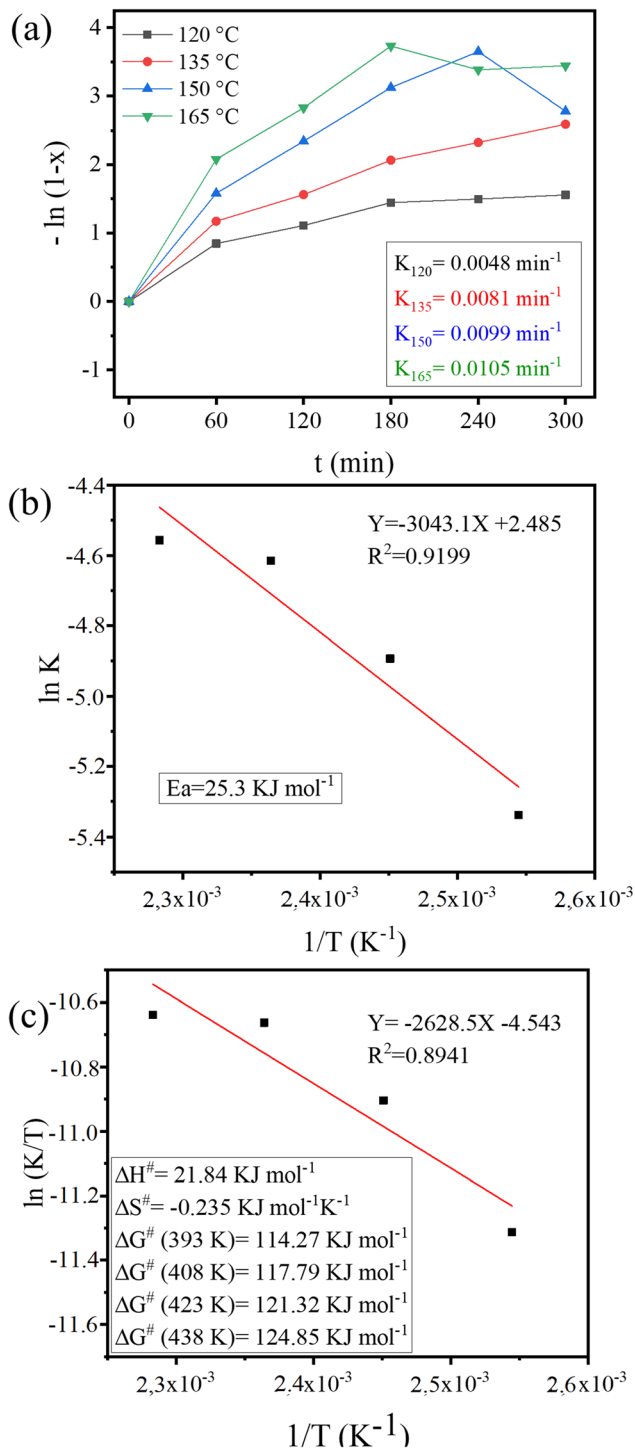 (a)
120 °C
135 °C
150 °C
165 °C
4
3
2
1
0
-1
- ln (1-x)
K₁₂₀= 0.0048 min⁻¹
K₁₃₅= 0.0081 min⁻¹
K₁₅₀= 0.0099 min⁻¹
K₁₆₅= 0.0105 min⁻¹
0 60 120 180 240 300
t (min)
(b)
-4.4
-4.6
-4.8
-5.0
-5.2
-5.4
ln K
Y=-3043.1X +2.485
R²=0.9199
Ea=25.3 KJ mol⁻¹
2,3x10⁻³ 2,4x10⁻³ 2,5x10⁻³ 2,6x10⁻³
1/T (K⁻¹)
(c)
-10.6
-10.8
-11.0
-11.2
-11.4
-11.6
ln (K/T)
Y= -2628.5X -4.543
R²=0.8941
ΔH^#= 21.84 KJ mol⁻¹
ΔS^#= -0.235 KJ mol⁻¹K⁻¹
ΔG^# (393 K)= 114.27 KJ mol⁻¹
ΔG^# (408 K)= 117.79 KJ mol⁻¹
ΔG^# (423 K)= 121.32 KJ mol⁻¹
ΔG^# (438 K)= 124.85 KJ mol⁻¹
2,3x10⁻³ 2,4x10⁻³ 2,5x10⁻³ 2,6x10⁻³
1/T (K⁻¹)